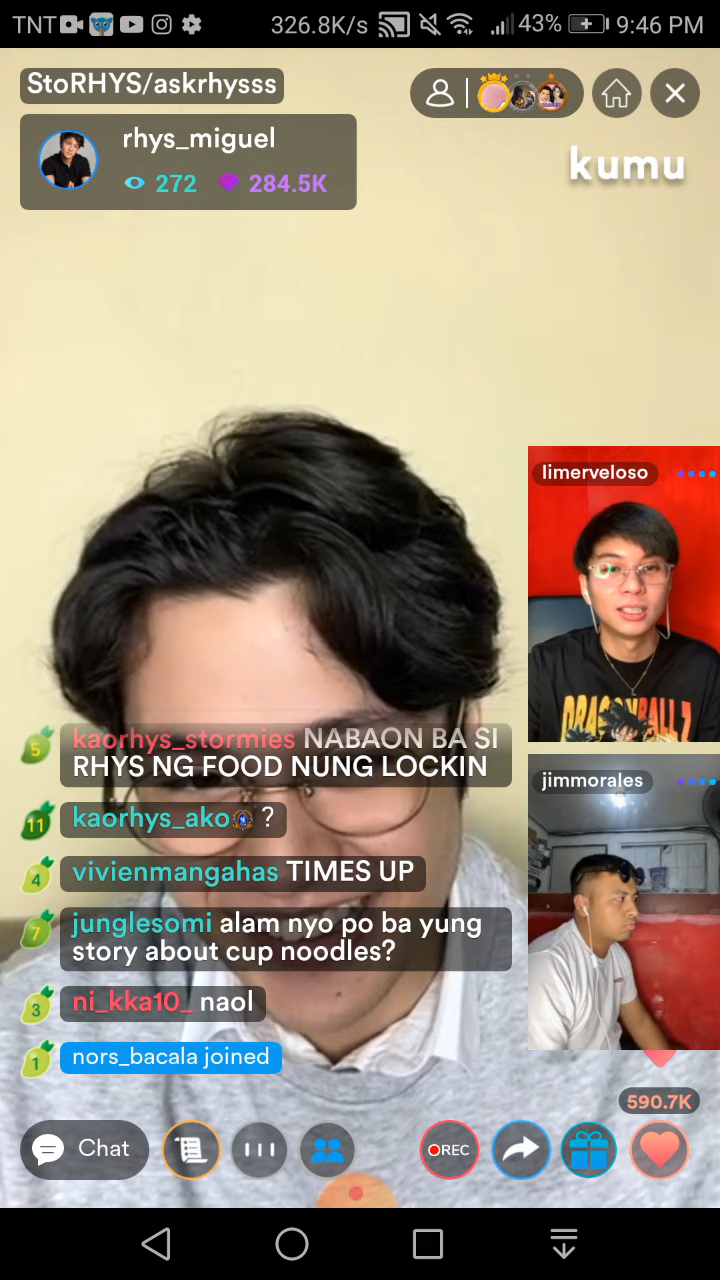 TNT 326.8K/s 43% 9:46 PM
StoRHYS/askrhysss
rhys_miguel
272 284.5K
kumu
limerveloso
DRAGONBALL Z
jimmorales
5 kaorhys_stormies NABAON BA SI
RHYS NG FOOD NUNG LOCKIN
11 kaorhys_ako ?
4 vivienmangahas TIMES UP
7 junglesomi alam nyo po ba yung
story about cup noodles?
3 ni_kka10_ naol
1 nors_bacala joined
590.7K
Chat
REC